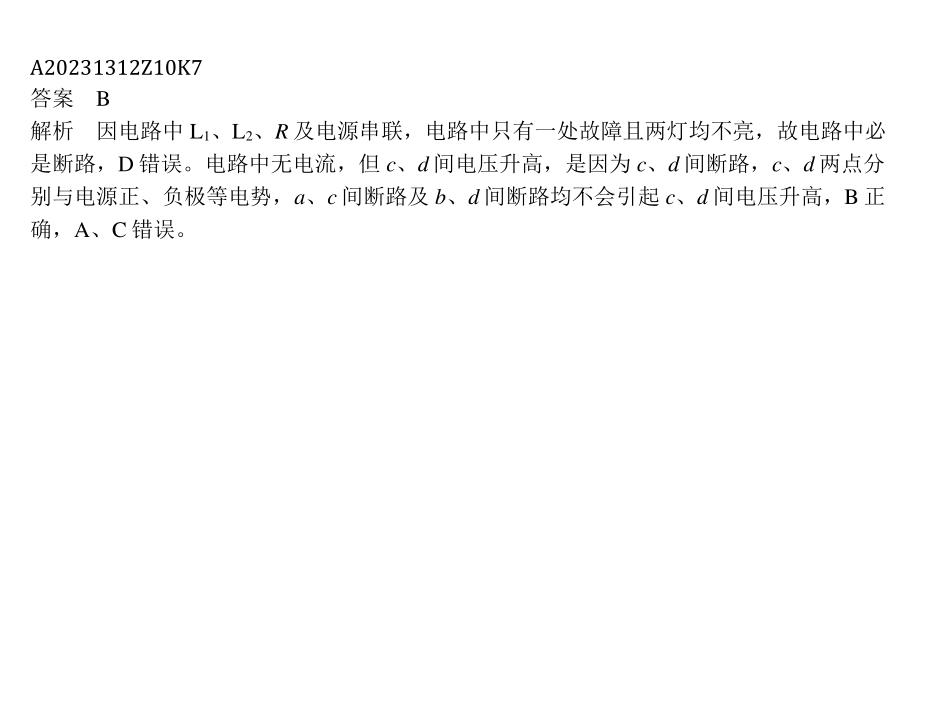 A20231312Z10K7
答案　B
解析　因电路中 L₁、L₂、R 及电源串联，电路中只有一处故障且两灯均不亮，故电路中必
是断路，D 错误。电路中无电流，但 c、d 间电压升高，是因为 c、d 间断路，c、d 两点分
别与电源正、负极等电势，a、c 间断路及 b、d 间断路均不会引起 c、d 间电压升高，B 正
确，A、C 错误。